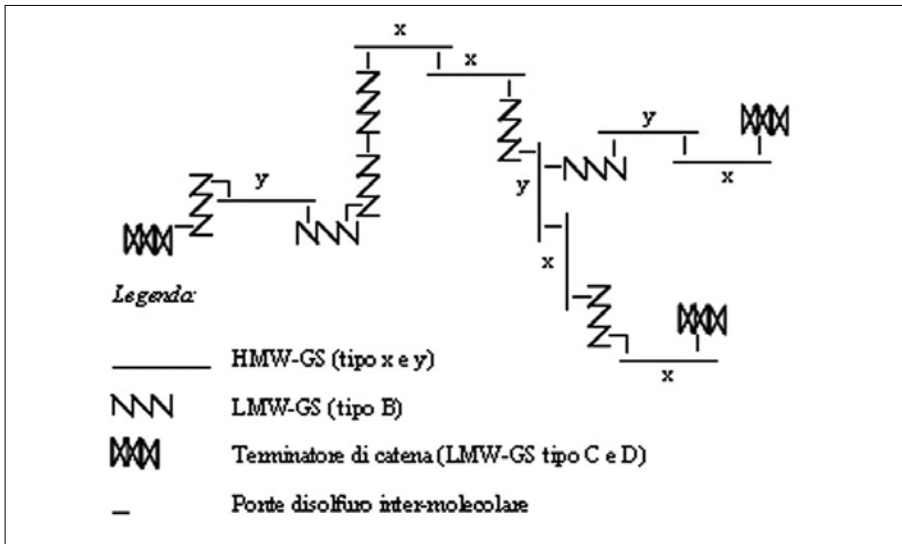 x
x
y
x
y
y
x
x
Legenda:
HMW-GS (tipo x e y)
LMW-GS (tipo B)
x
Terminatore di catena (LMW-GS tipo C e D)
Ponte disolfuro inter-molecolare